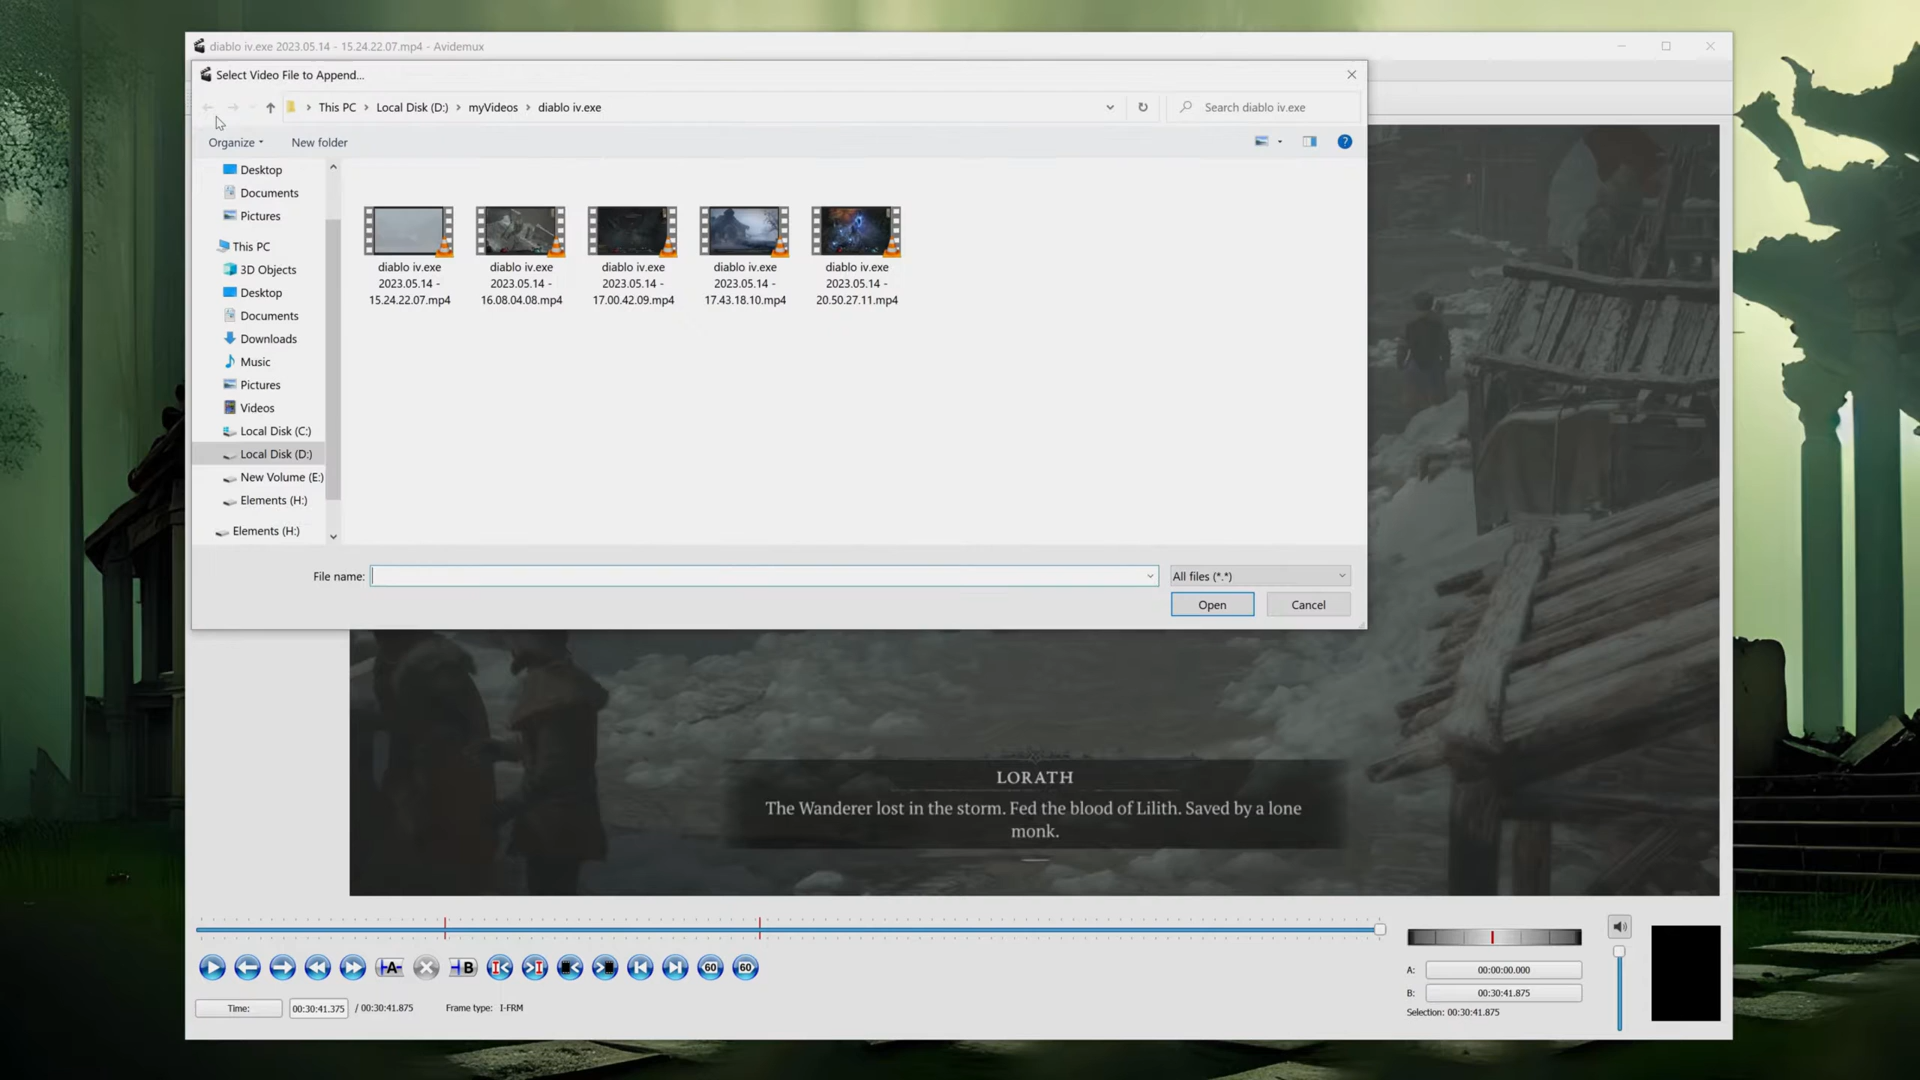 diablo iv.exe 2023.05.14 - 15.24.22.07.mp4 - Avidemux
Select Video File to Append...
This PC > Local Disk (D:) > myVideos > diablo iv.exe
Search diablo iv.exe
Organize
New folder
?
Desktop
Documents
Pictures
This PC
3D Objects
Desktop
Documents
Downloads
Music
Pictures
Videos
Local Disk (C:)
Local Disk (D:)
New Volume (E:)
Elements (H:)
Elements (H:)
diablo iv.exe
2023.05.14 -
15.24.22.07.mp4
diablo iv.exe
2023.05.14 -
16.08.04.08.mp4
diablo iv.exe
2023.05.14 -
17.00.42.09.mp4
diablo iv.exe
2023.05.14 -
17.43.18.10.mp4
diablo iv.exe
2023.05.14 -
20.50.27.11.mp4
File name:
All files (*.*)
Open
Cancel
LORATH
The Wanderer lost in the storm. Fed the blood of Lilith. Saved by a lone
monk.
A
B
60
60
A: 00:00:00.000
B: 00:30:41.875
Selection: 00:30:41.875
Time: 00:30:41.375 / 00:30:41.875 Frame type: I-FRM